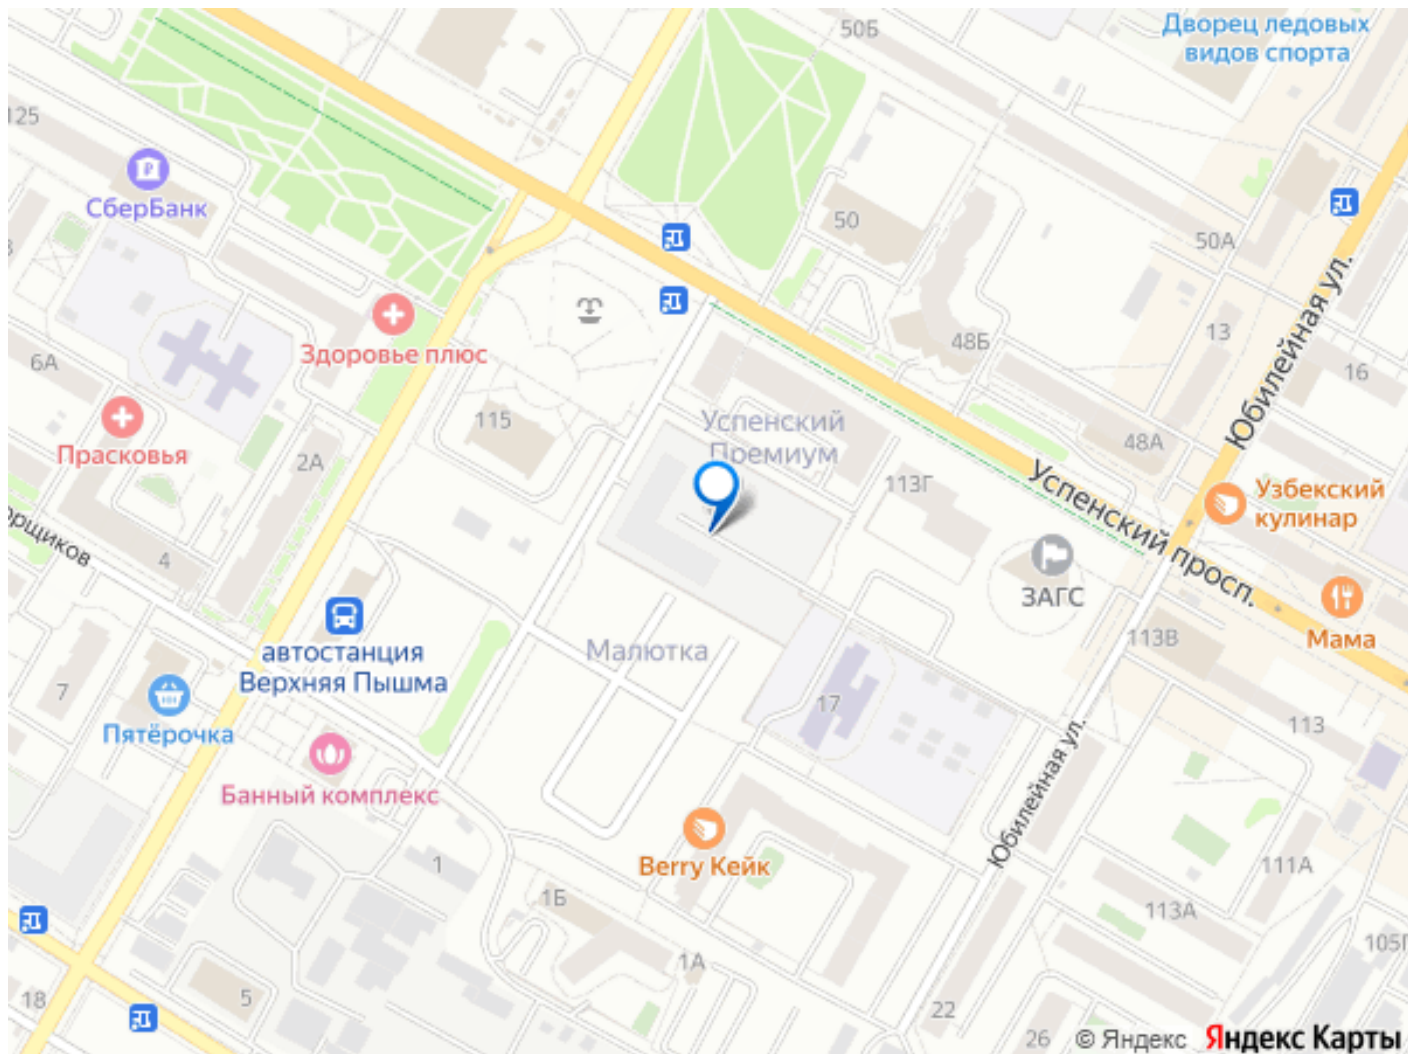 50Б
Дворец ледовых
видов спорта
125
СберБанк
50
50А
Здоровье плюс
6А
48Б
13
16
Юбилейная ул.
Прасковья
2А
115
Успенский
Премиум
113Г
48А
Успенский просп.
Узбекский
кулинар
4
ЗАГС
Мама
автостанция
Верхняя Пышма
Малютка
113В
7
Пятёрочка
17
113
Юбилейная ул.
Банный комплекс
1
Berry Кейк
111А
1Б
113А
1А
5
18
22
26
© Яндекс
Яндекс Карты